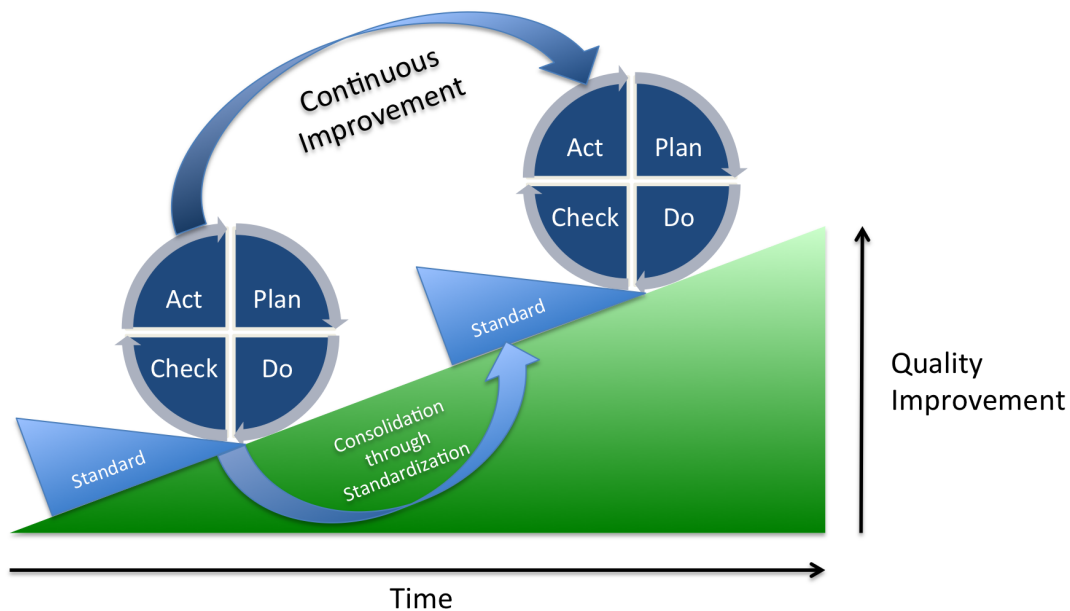 Continuous
Improvement
Act
Plan
Check
Do
Standard
Act
Plan
Check
Do
Standard
Consolidation
through
Standardization
Quality
Improvement
Time